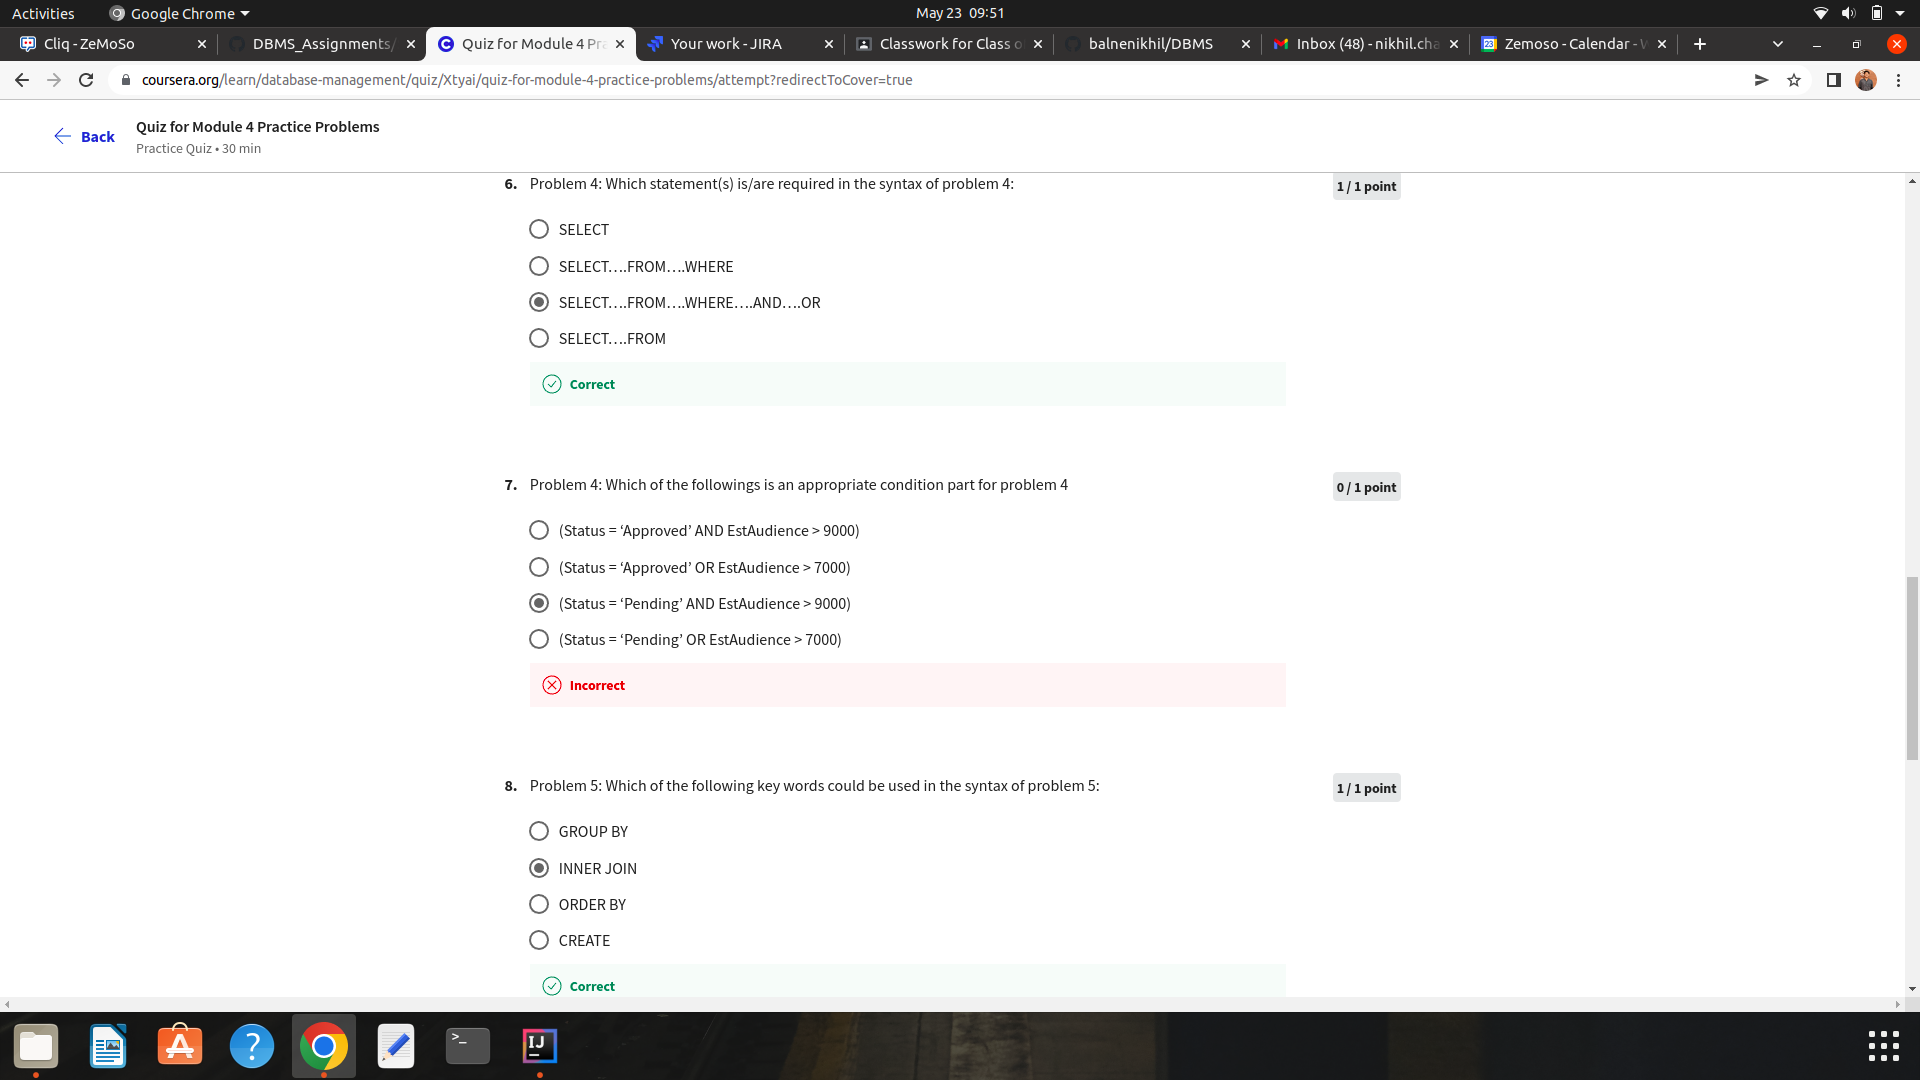 Activities
Google Chrome
May 23 09:51
Cliq - ZeMoSo
DBMS_Assignments/
Quiz for Module 4 Pra
Your work - JIRA
Classwork for Class o
balnenikhil/DBMS
Inbox (48) - nikhil.cha
23 Zemoso - Calendar - W
coursera.org/learn/database-management/quiz/Xtyai/quiz-for-module-4-practice-problems/attempt?redirectToCover=true
Back
Quiz for Module 4 Practice Problems
Practice Quiz • 30 min
6. Problem 4: Which statement(s) is/are required in the syntax of problem 4:
1 / 1 point
SELECT
SELECT….FROM….WHERE
SELECT….FROM….WHERE….AND….OR
SELECT….FROM
Correct
7. Problem 4: Which of the followings is an appropriate condition part for problem 4
0 / 1 point
(Status = ‘Approved’ AND EstAudience > 9000)
(Status = ‘Approved’ OR EstAudience > 7000)
(Status = ‘Pending’ AND EstAudience > 9000)
(Status = ‘Pending’ OR EstAudience > 7000)
Incorrect
8. Problem 5: Which of the following key words could be used in the syntax of problem 5:
1 / 1 point
GROUP BY
INNER JOIN
ORDER BY
CREATE
Correct
>_
IJ